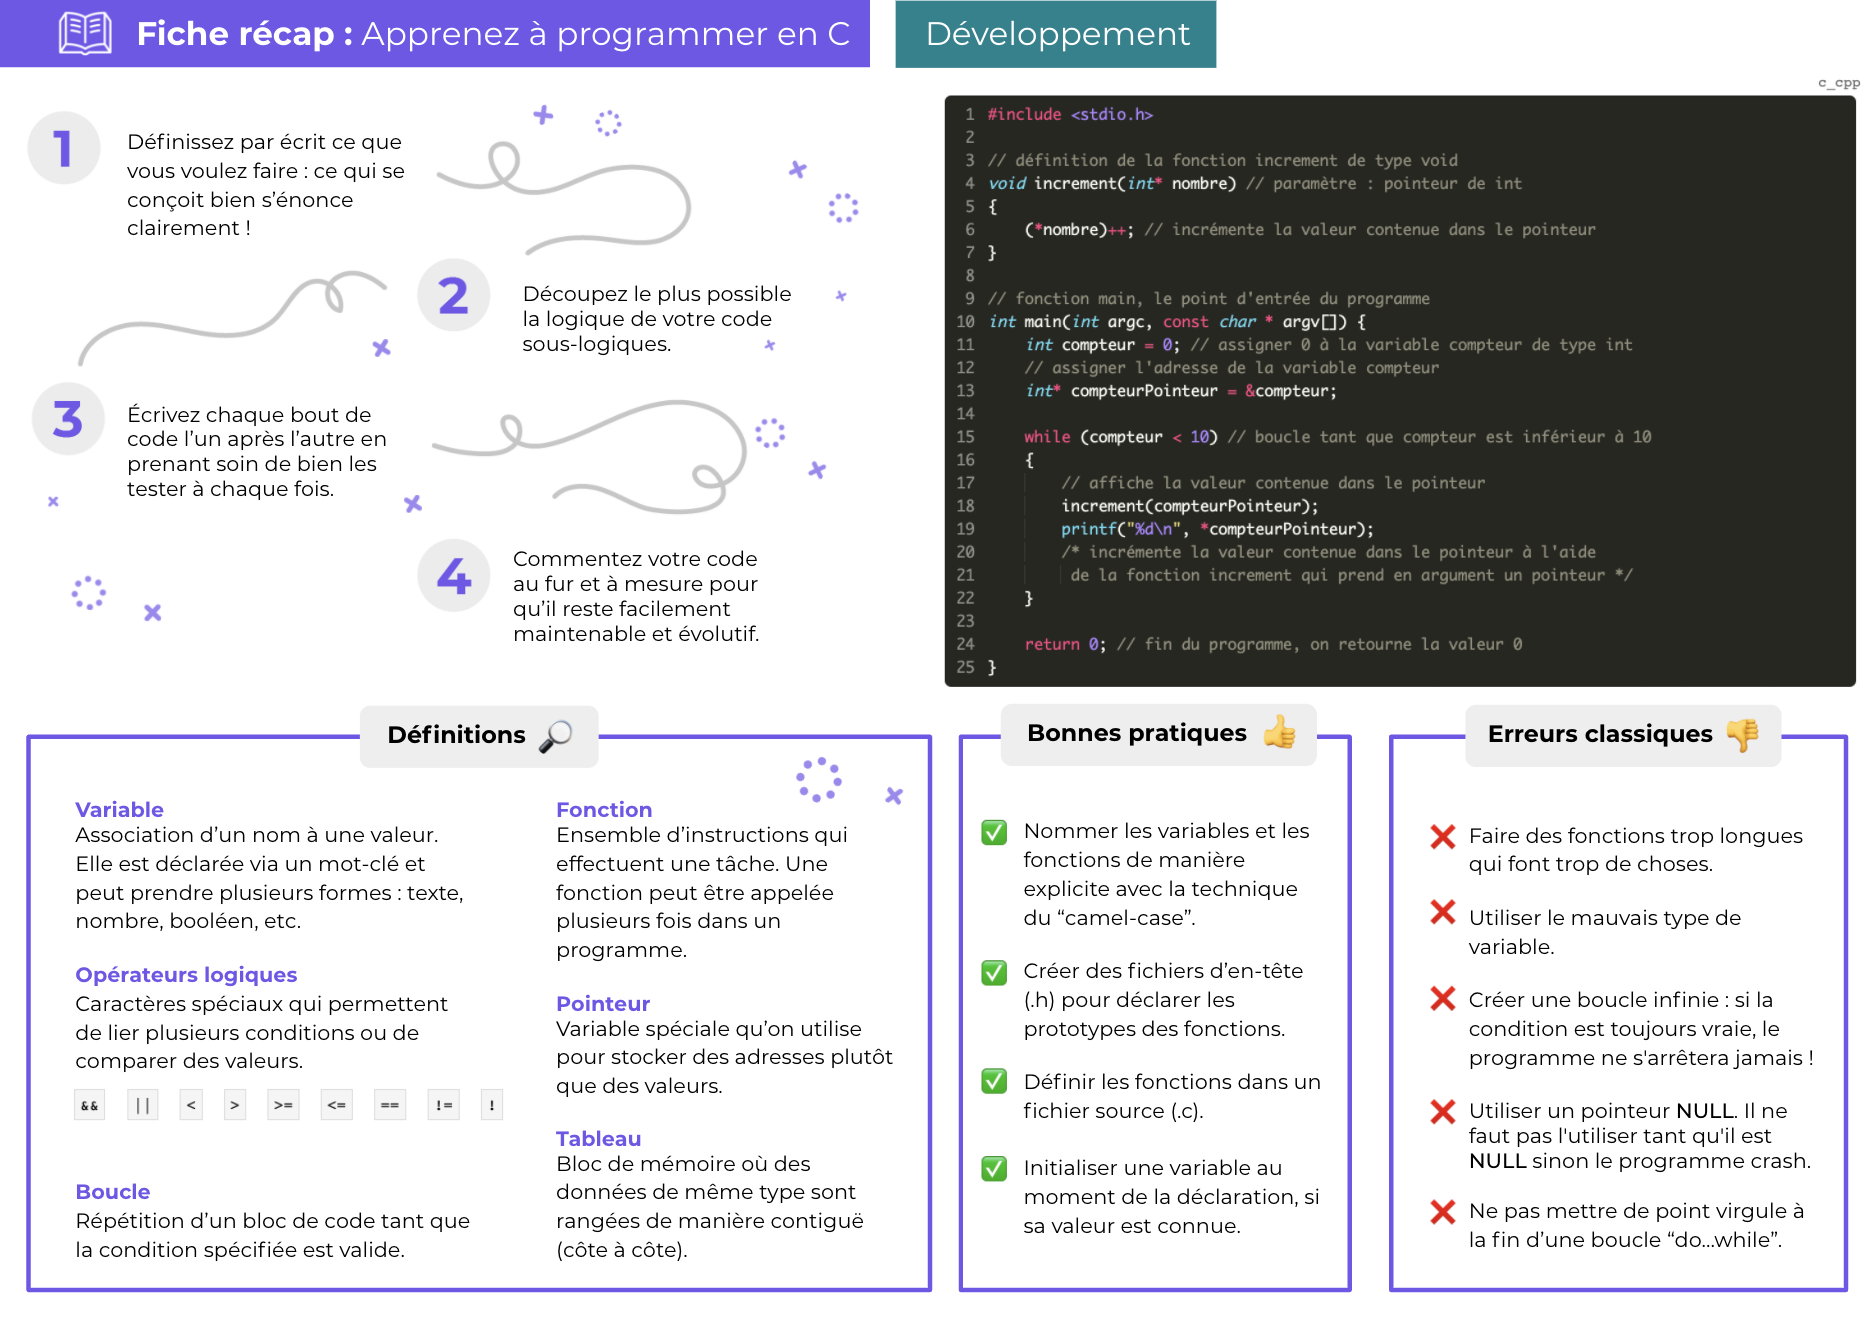 Fiche récap : Apprenez à programmer en C
Développement
1
Définissez par écrit ce que
vous voulez faire : ce qui se
conçoit bien s’énonce
clairement !
2
Découpez le plus possible
la logique de votre code
sous-logiques.
3
Écrivez chaque bout de
code l’un après l’autre en
prenant soin de bien les
tester à chaque fois.
4
Commentez votre code
au fur et à mesure pour
qu’il reste facilement
maintenable et évolutif.
c_cpp
1 #include <stdio.h>
2
3 // définition de la fonction increment de type void
4 void increment(int* nombre) // paramètre : pointeur de int
5 {
6     (*nombre)++; // incrémente la valeur contenue dans le pointeur
7 }
8
9 // fonction main, le point d'entrée du programme
10 int main(int argc, const char * argv[]) {
11     int compteur = 0; // assigner 0 à la variable compteur de type int
12     // assigner l'adresse de la variable compteur
13     int* compteurPointeur = &compteur;
14
15     while (compteur < 10) // boucle tant que compteur est inférieur à 10
16     {
17         // affiche la valeur contenue dans le pointeur
18         increment(compteurPointeur);
19         printf("%d\n", *compteurPointeur);
20         /* incrémente la valeur contenue dans le pointeur à l'aide
21          de la fonction increment qui prend en argument un pointeur */
22     }
23
24     return 0; // fin du programme, on retourne la valeur 0
25 }
Définitions
Variable
Association d’un nom à une valeur.
Elle est déclarée via un mot-clé et
peut prendre plusieurs formes : texte,
nombre, booléen, etc.
Opérateurs logiques
Caractères spéciaux qui permettent
de lier plusieurs conditions ou de
comparer des valeurs.
&& || < > >= <= == != !
Boucle
Répétition d’un bloc de code tant que
la condition spécifiée est valide.
Fonction
Ensemble d’instructions qui
effectuent une tâche. Une
fonction peut être appelée
plusieurs fois dans un
programme.
Pointeur
Variable spéciale qu’on utilise
pour stocker des adresses plutôt
que des valeurs.
Tableau
Bloc de mémoire où des
données de même type sont
rangées de manière contiguë
(côte à côte).
Bonnes pratiques
Nommer les variables et les
fonctions de manière
explicite avec la technique
du “camel-case”.
Créer des fichiers d’en-tête
(.h) pour déclarer les
prototypes des fonctions.
Définir les fonctions dans un
fichier source (.c).
Initialiser une variable au
moment de la déclaration, si
sa valeur est connue.
Erreurs classiques
Faire des fonctions trop longues
qui font trop de choses.
Utiliser le mauvais type de
variable.
Créer une boucle infinie : si la
condition est toujours vraie, le
programme ne s'arrêtera jamais !
Utiliser un pointeur NULL. Il ne
faut pas l'utiliser tant qu'il est
NULL sinon le programme crash.
Ne pas mettre de point virgule à
la fin d’une boucle “do...while”.